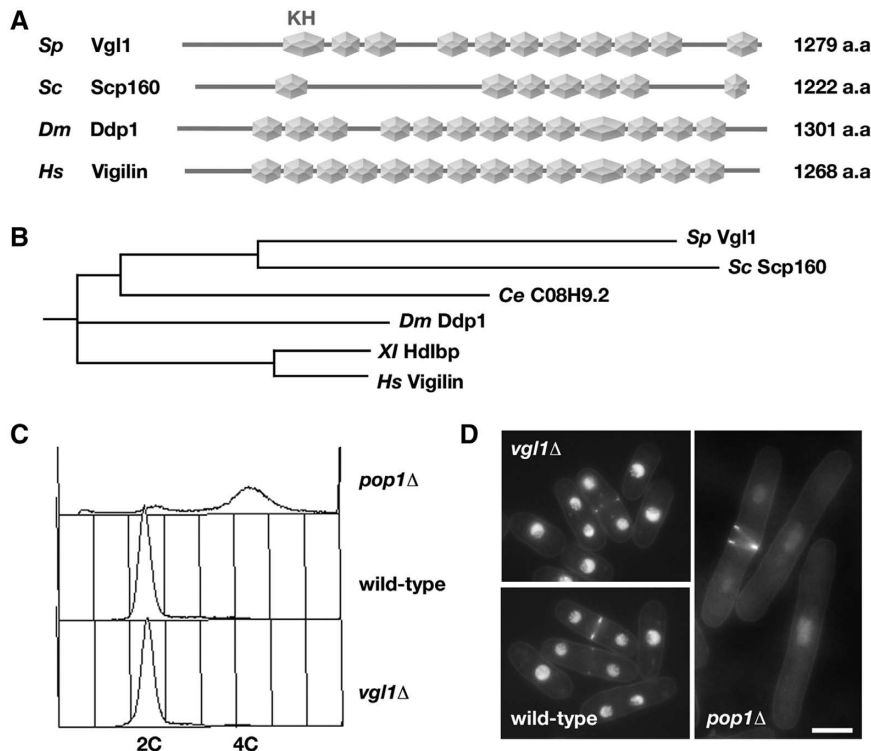 A
KH
Sp Vgl1 1279 a.a
Sc Scp160 1222 a.a
Dm Ddp1 1301 a.a
Hs Vigilin 1268 a.a
B
Sp Vgl1
Sc Scp160
Ce C08H9.2
Dm Ddp1
Xl Hdlbp
Hs Vigilin
C
pop1Δ
wild-type
vgl1Δ
2C 4C
D
vgl1Δ
wild-type
pop1Δ